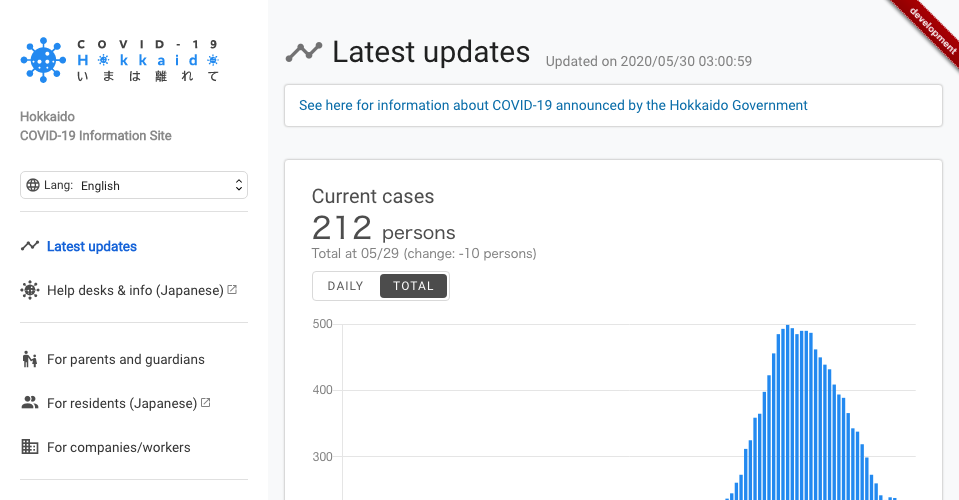 COVID-19
Hokkaido
いまは離れて
Hokkaido
COVID-19 Information Site
Lang: English
Latest updates
Help desks & info (Japanese)
For parents and guardians
For residents (Japanese)
For companies/workers
development
Latest updates Updated on 2020/05/30 03:00:59
See here for information about COVID-19 announced by the Hokkaido Government
Current cases
212 persons
Total at 05/29 (change: -10 persons)
DAILY TOTAL
500
400
300